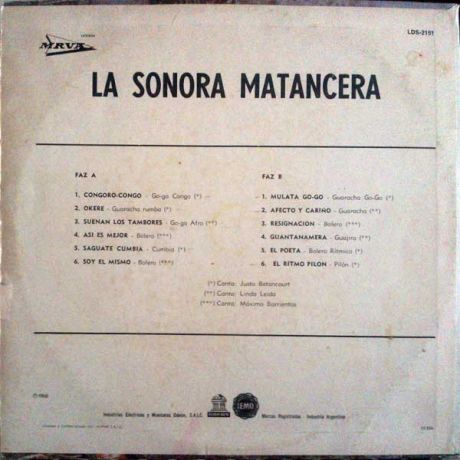 MRVA
LDS-2151
LA SONORA MATANCERA
FAZ A
1. CONGORO-CONGO - Go-go Congo (*)
2. OKERE - Guaracha rumba (*)
3. SUENAN LOS TAMBORES - Go-go Afro (**)
4. ASI ES MEJOR - Bolero (***)
5. SAGUATE CUMBIA - Cumbia (*)
6. SOY EL MISMO - Bolero (***)
FAZ B
1. MULATA GO-GO - Guaracha Go-Go (*)
2. AFECTO Y CARIÑO - Guaracha (**)
3. RESIGNACION - Bolero (***)
4. GUANTANAMERA - Guajira (**)
5. EL POETA - Bolero Rítmico (*)
6. EL RITMO PILON - Pilón (*)
(*) Canta: Justo Betancourt
(**) Canta: Linda Leida
(***) Canta: Máximo Barrientos
Industrias Eléctricas y Musicales Odeon, S.A.I.C.
EMO
Marcas Registradas - Industria Argentina